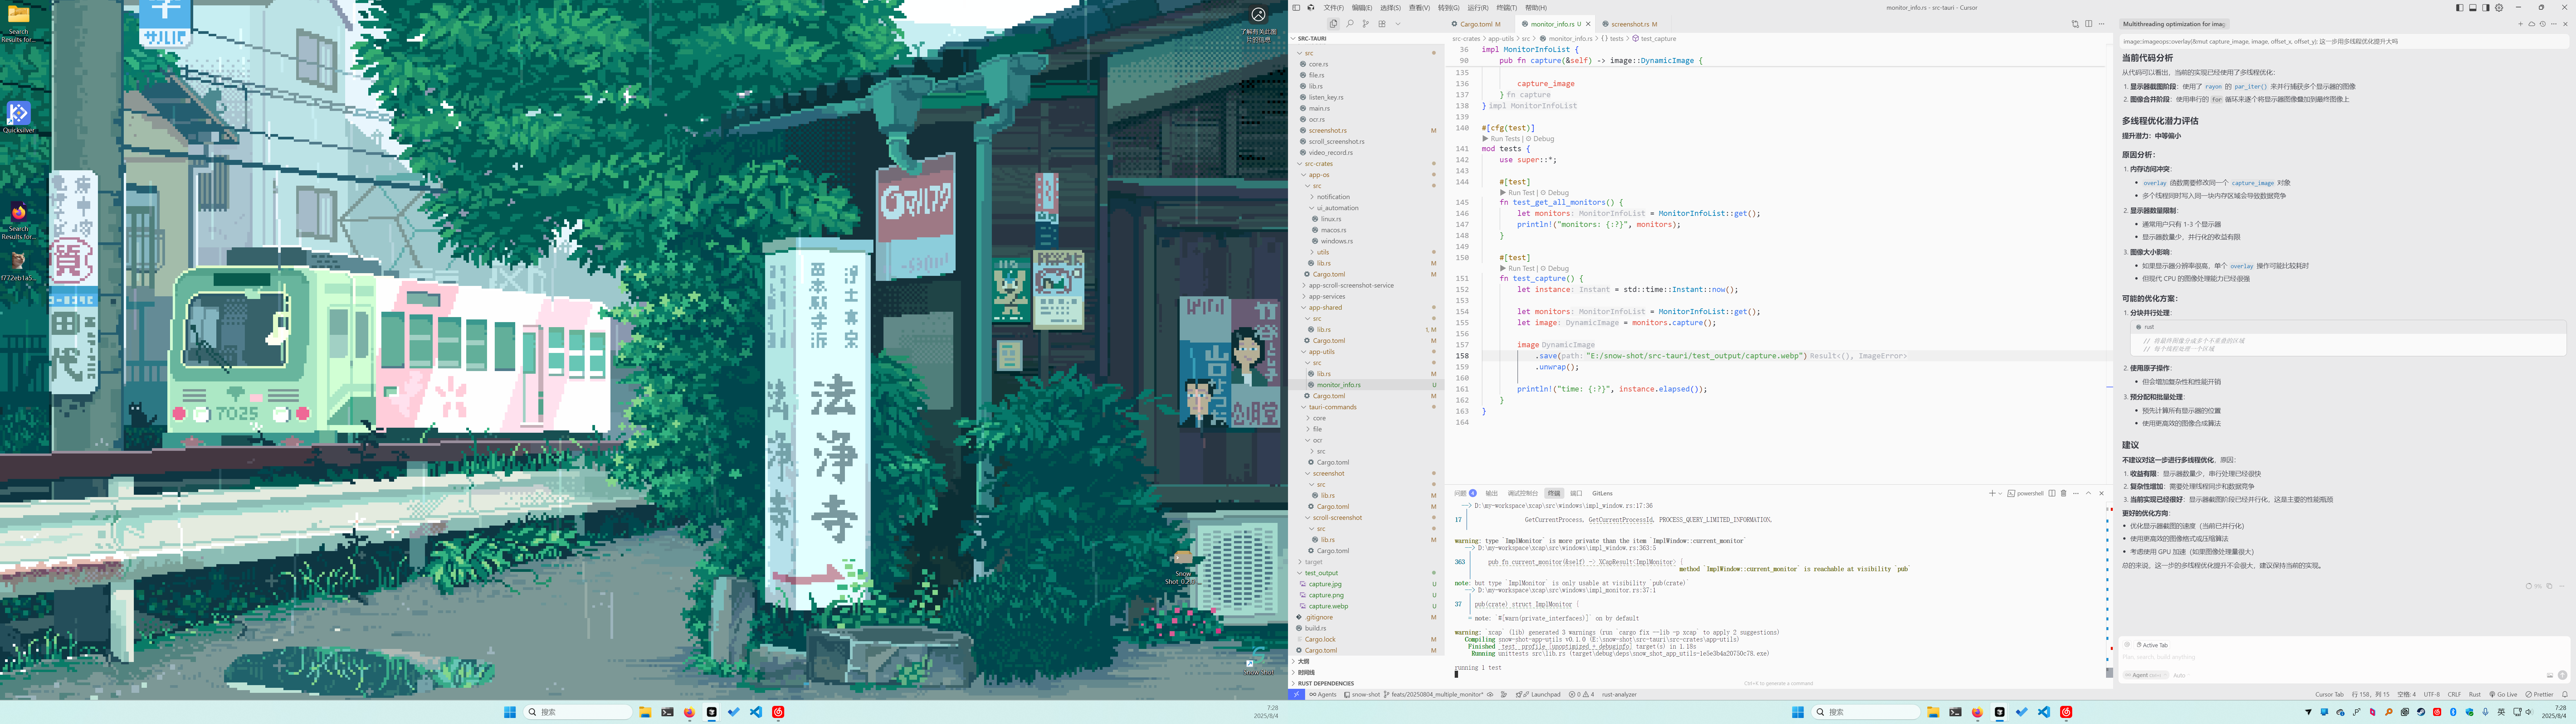 Search
Results for...
Quicksilver
Search
Results for...
f772eb1a5...
了解有关此图
片的信息
7025
西本願寺派
浄土真宗
法浄寺
Snow
Shot_0.2...
Snow Shot
搜索
7:28
2025/8/4
文件(F) 编辑(E) 选择(S) 查看(V) 转到(G) 运行(R) 终端(T) 帮助(H)
monitor_info.rs - src-tauri - Cursor
SRC-TAURI
src
core.rs
file.rs
lib.rs
listen_key.rs
main.rs
ocr.rs
screenshot.rs M
scroll_screenshot.rs
video_record.rs
src-crates
app-os
src
notification
ui_automation
linux.rs
macos.rs
windows.rs
utils
lib.rs M
Cargo.toml M
app-scroll-screenshot-service
app-services
app-shared
src
lib.rs 1, M
Cargo.toml M
app-utils
src
lib.rs M
monitor_info.rs U
Cargo.toml M
tauri-commands
core
file
ocr
src
Cargo.toml
screenshot
src
lib.rs M
Cargo.toml M
scroll-screenshot
src
lib.rs M
Cargo.toml
target
test_output
capture.jpg U
capture.png U
capture.webp U
.gitignore
build.rs
Cargo.lock M
Cargo.toml M
大纲
时间线
RUST DEPENDENCIES
Cargo.toml M
monitor_info.rs U
screenshot.rs M
src-crates > app-utils > src > monitor_info.rs > {} tests > test_capture
36 impl MonitorInfoList {
90 pub fn capture(&self) -> image::DynamicImage {
135
136 capture_image
137 } fn capture
138 } impl MonitorInfoList
139
140 #[cfg(test)]
Run Tests | Debug
141 mod tests {
142 use super::*;
143
144 #[test]
Run Test | Debug
145 fn test_get_all_monitors() {
146 let monitors: MonitorInfoList = MonitorInfoList::get();
147 println!("monitors: {:?}", monitors);
148 }
149
150 #[test]
Run Test | Debug
151 fn test_capture() {
152 let instance: Instant = std::time::Instant::now();
153
154 let monitors: MonitorInfoList = MonitorInfoList::get();
155 let image: DynamicImage = monitors.capture();
156
157 image DynamicImage
158 .save(path: "E:/snow-shot/src-tauri/test_output/capture.webp") Result<(), ImageError>
159 .unwrap();
160
161 println!("time: {:?}", instance.elapsed());
162 }
163 }
164
问题 4 输出 调试控制台 终端 端口 GitLens
powershell
--> D:\my-workspace\xcap\src\windows\impl_window.rs:17:36
17 | GetCurrentProcess, GetCurrentProcessId, PROCESS_QUERY_LIMITED_INFORMATION,
warning: type `ImplMonitor` is more private than the item `ImplWindow::current_monitor`
--> D:\my-workspace\xcap\src\windows\impl_window.rs:363:5
363 | pub fn current_monitor(&self) -> XCapResult<ImplMonitor> {
method `ImplWindow::current_monitor` is reachable at visibility `pub`
note: but type `ImplMonitor` is only usable at visibility `pub(crate)`
--> D:\my-workspace\xcap\src\windows\impl_monitor.rs:37:1
37 | pub(crate) struct ImplMonitor {
= note: `#[warn(private_interfaces)]` on by default
warning: `xcap` (lib) generated 3 warnings (run `cargo fix --lib -p xcap` to apply 2 suggestions)
Compiling snow-shot-app-utils v0.1.0 (E:\snow-shot\src-tauri\src-crates\app-utils)
Finished `test` profile [unoptimized + debuginfo] target(s) in 1.18s
Running unittests src\lib.rs (target\debug\deps\snow_shot_app_utils-1e5e3b4a20750c78.exe)
running 1 test
Ctrl+K to generate a command
Multithreading optimization for imag
image::imageops::overlay(&mut capture_image, image, offset_x, offset_y); 这一步用多线程优化提升大吗
当前代码分析
从代码可以看出，当前的实现已经使用了多线程优化：
1. 显示器截图阶段：使用了 rayon 的 par_iter() 来并行捕获多个显示器的图像
2. 图像合并阶段：使用串行的 for 循环来逐个将显示器图像叠加到最终图像上
多线程优化潜力评估
提升潜力：中等偏小
原因分析：
1. 内存访问冲突：
• overlay 函数需要修改同一个 capture_image 对象
• 多个线程同时写入同一块内存区域会导致数据竞争
2. 显示器数量限制：
• 通常用户只有 1-3 个显示器
• 显示器数量少，并行化的收益有限
3. 图像大小影响：
• 如果显示器分辨率很高，单个 overlay 操作可能比较耗时
• 但现代 CPU 的图像处理能力已经很强
可能的优化方案：
1. 分块并行处理：
rust
// 将最终图像分成多个不重叠的区域
// 每个线程处理一个区域
2. 使用原子操作：
• 但会增加复杂性和性能开销
3. 预分配和批量处理：
• 预先计算所有显示器的位置
• 使用更高效的图像合成算法
建议
不建议对这一步进行多线程优化，原因：
1. 收益有限：显示器数量少，串行处理已经很快
2. 复杂性增加：需要处理线程同步和数据竞争
3. 当前实现已经很好：显示器截图阶段已经并行化，这是主要的性能瓶颈
更好的优化方向：
• 优化显示器截图的速度（当前已并行化）
• 使用更高效的图像格式或压缩算法
• 考虑使用 GPU 加速（如果图像处理量很大）
总的来说，这一步的多线程优化提升不会很大，建议保持当前的实现。
9%
Active Tab
Plan, search, build anything
Agent Auto
Agents snow-shot feats/20250804_multiple_monitor* Launchpad 0 4 rust-analyzer
Cursor Tab 行 158，列 15 空格: 4 UTF-8 CRLF Rust Go Live Prettier
搜索
英
7:28
2025/8/4